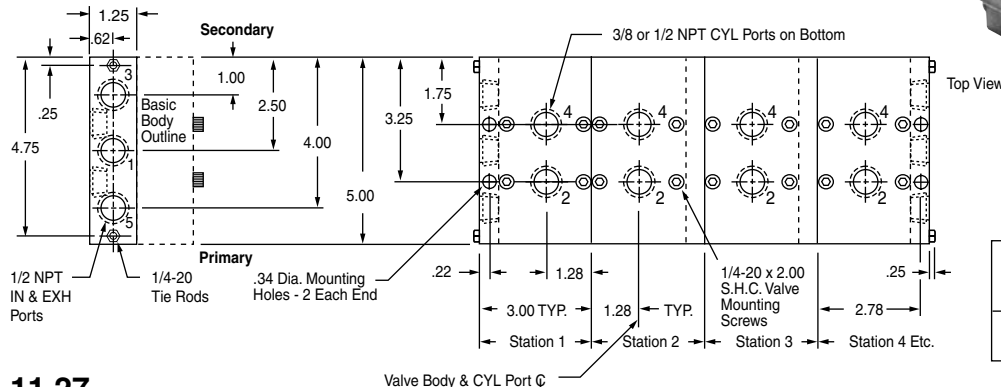 1.25
.62
Secondary
3/8 or 1/2 NPT CYL Ports on Bottom
Top View
3
1.00
.25
2.50
1.75
Basic
Body
Outline
4.00
3.25
4 4 4 4
4.75
1
5.00
2 2 2 2
5
Primary
1/2 NPT
IN & EXH
Ports
1/4-20
Tie Rods
.34 Dia. Mounting
Holes - 2 Each End
.22
1.28
1/4-20 x 2.00
S.H.C. Valve
Mounting
Screws
.25
3.00 TYP.
1.28
TYP.
2.78
Station 1
Station 2
Station 3
Station 4 Etc.
Valve Body & CYL Port ℄